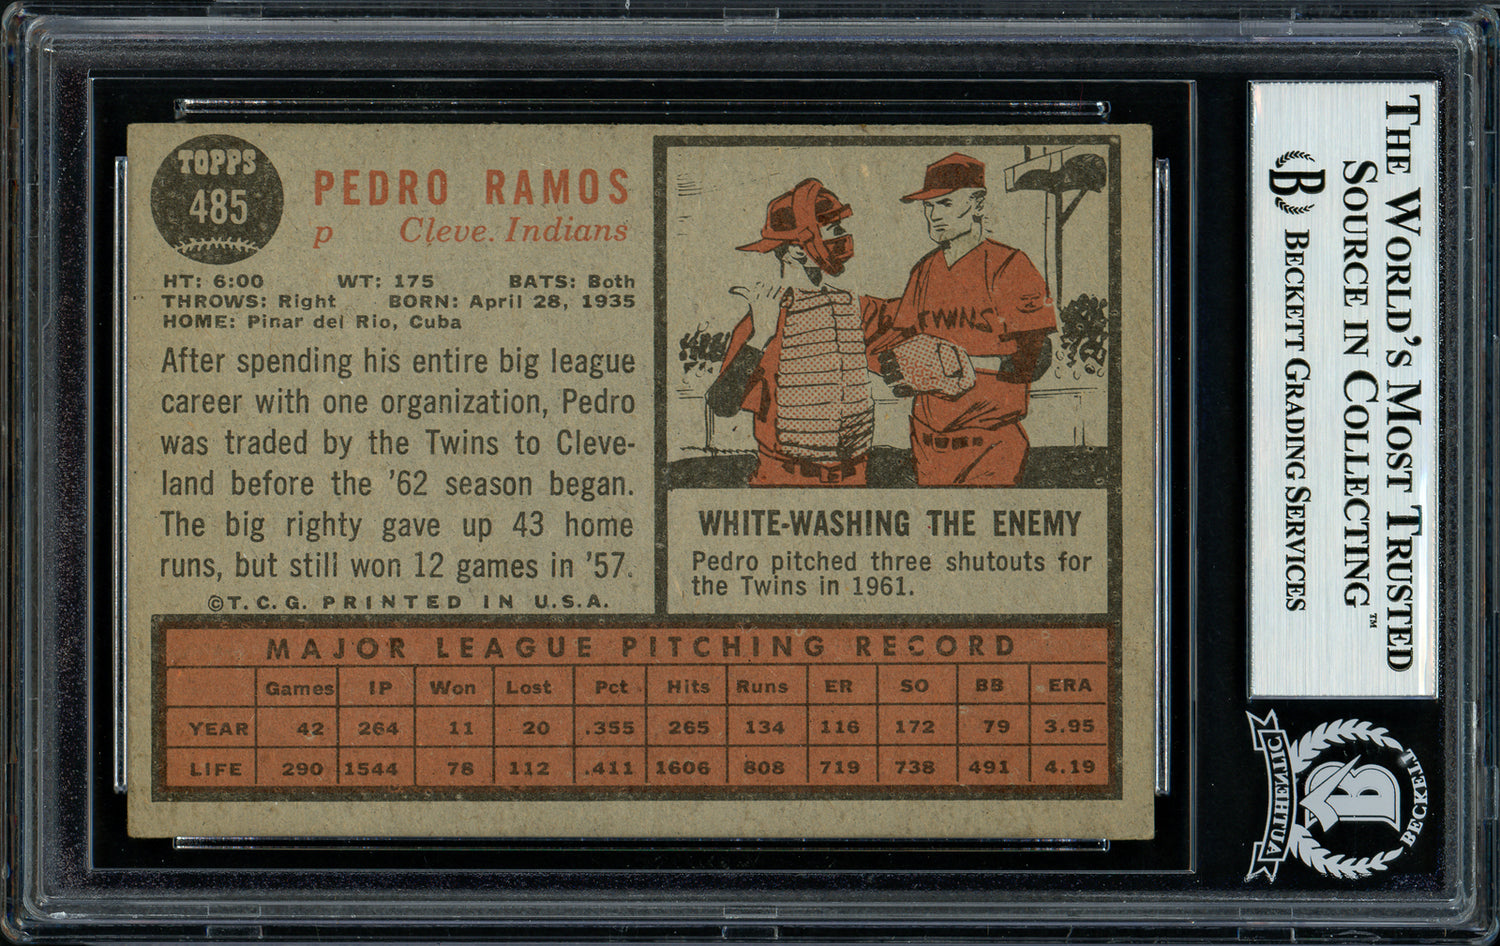 TOPPS
485
PEDRO RAMOS
p Cleve. Indians
HT: 6:00 WT: 175 BATS: Both
THROWS: Right BORN: April 28, 1935
HOME: Pinar del Rio, Cuba
After spending his entire big league
career with one organization, Pedro
was traded by the Twins to Cleve-
land before the '62 season began.
The big righty gave up 43 home
runs, but still won 12 games in '57.
©T.C.G. PRINTED IN U.S.A.
TWINS
WHITE-WASHING THE ENEMY
Pedro pitched three shutouts for
the Twins in 1961.
MAJOR LEAGUE PITCHING RECORD
Games IP Won Lost Pct. Hits Runs ER SO BB ERA
YEAR 42 264 11 20 .355 265 134 116 172 79 3.95
LIFE 290 1544 78 112 .411 1606 808 719 738 491 4.19
THE WORLD'S MOST TRUSTED
SOURCE IN COLLECTING™
B BECKETT GRADING SERVICES
AUTHENTIC
B
BECKETT